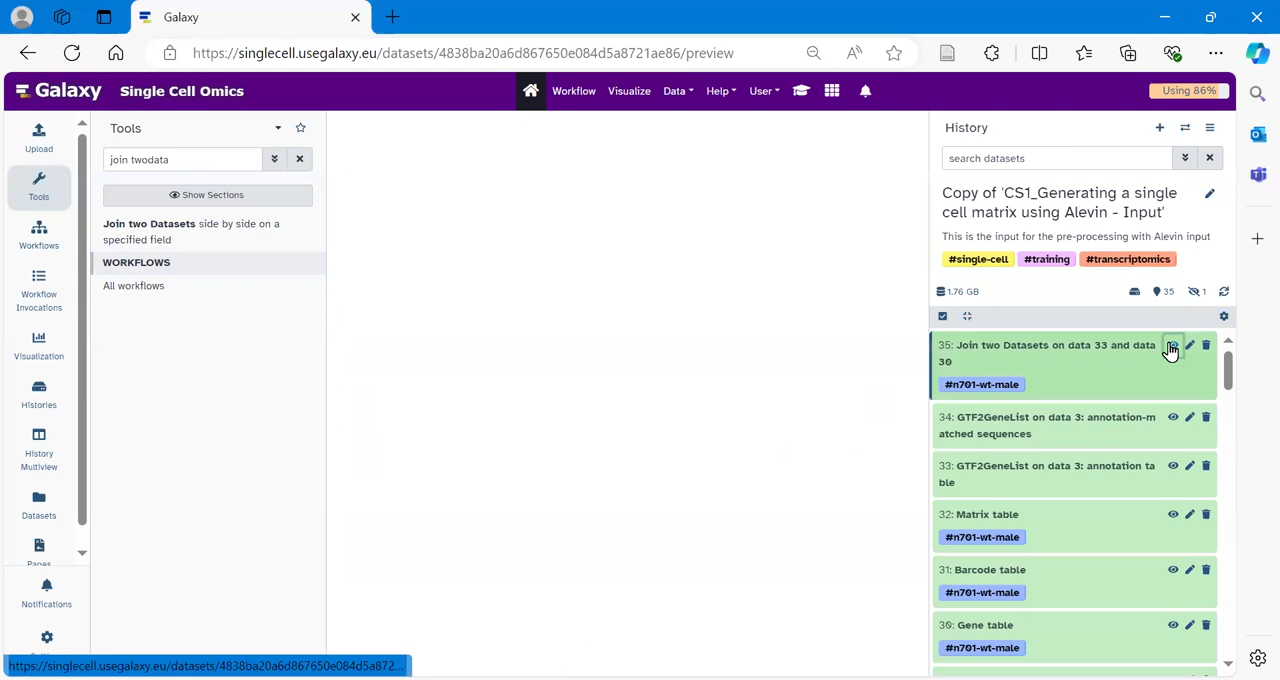 Galaxy
https://singlecell.usegalaxy.eu/datasets/4838ba20a6d867650e084d5a8721ae86/preview
Galaxy Single Cell Omics
Workflow Visualize Data Help User
Using 86%
Upload
Tools
Workflows
Workflow
Invocations
Visualization
Histories
History
Multiview
Datasets
Pages
Notifications
Tools
join twodata
Show Sections
Join two Datasets side by side on a
specified field
WORKFLOWS
All workflows
History
search datasets
Copy of 'CS1_Generating a single
cell matrix using Alevin - Input'
This is the input for the pre-processing with Alevin input
#single-cell #training #transcriptomics
1.76 GB 35 1
35: Join two Datasets on data 33 and data
30
#n701-wt-male
34: GTF2GeneList on data 3: annotation-m
atched sequences
33: GTF2GeneList on data 3: annotation ta
ble
32: Matrix table
#n701-wt-male
31: Barcode table
#n701-wt-male
30: Gene table
#n701-wt-male
https://singlecell.usegalaxy.eu/datasets/4838ba20a6d867650e084d5a872...